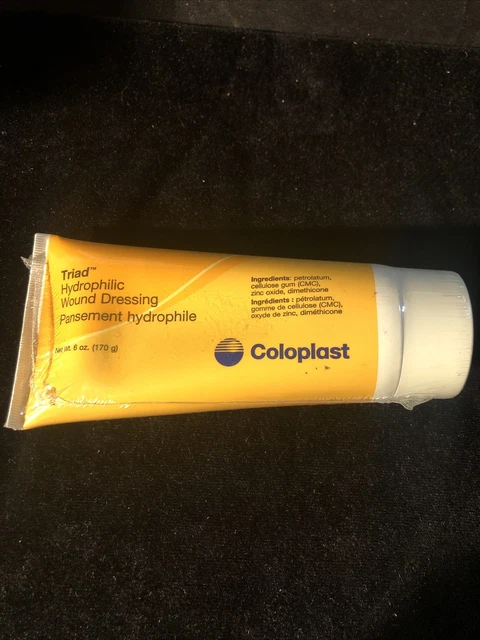 Triad™
Hydrophilic
Wound Dressing
Pansement hydrophile
Net Wt. 6 oz. (170 g)
Ingredients: petrolatum,
cellulose gum (CMC),
zinc oxide, dimethicone
Ingrédients : pétrolatum,
gomme de cellulose (CMC),
oxyde de zinc, diméthicone
Coloplast